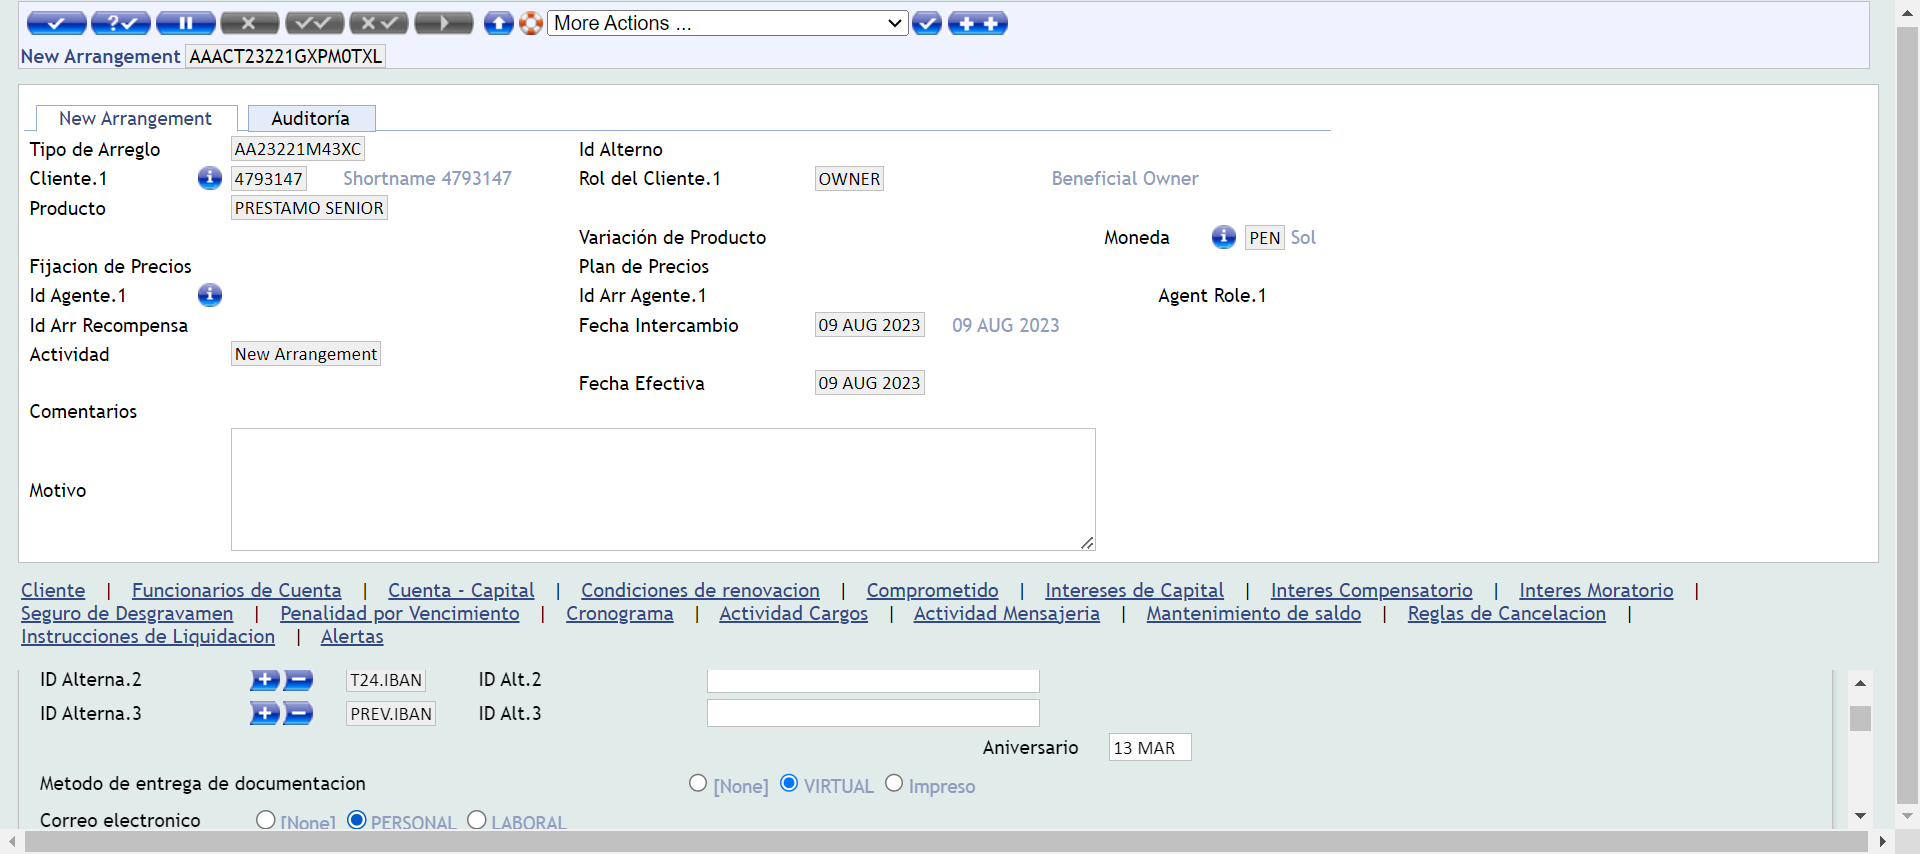 More Actions ...
New Arrangement AAACT23221GXPM0TXL
New Arrangement Auditoría
Tipo de Arreglo AA23221M43XC Id Alterno
Cliente.1 4793147 Shortname 4793147 Rol del Cliente.1 OWNER Beneficial Owner
Producto PRESTAMO SENIOR
Variación de Producto Moneda PEN Sol
Fijacion de Precios Plan de Precios
Id Agente.1 Id Arr Agente.1 Agent Role.1
Id Arr Recompensa Fecha Intercambio 09 AUG 2023 09 AUG 2023
Actividad New Arrangement
Fecha Efectiva 09 AUG 2023
Comentarios
Motivo
Cliente | Funcionarios de Cuenta | Cuenta - Capital | Condiciones de renovacion | Comprometido | Intereses de Capital | Interes Compensatorio | Interes Moratorio |
Seguro de Desgravamen | Penalidad por Vencimiento | Cronograma | Actividad Cargos | Actividad Mensajeria | Mantenimiento de saldo | Reglas de Cancelacion |
Instrucciones de Liquidacion | Alertas
ID Alterna.2 T24.IBAN ID Alt.2
ID Alterna.3 PREV.IBAN ID Alt.3
Aniversario 13 MAR
Metodo de entrega de documentacion [None] VIRTUAL Impreso
Correo electronico [None] PERSONAL LABORAL